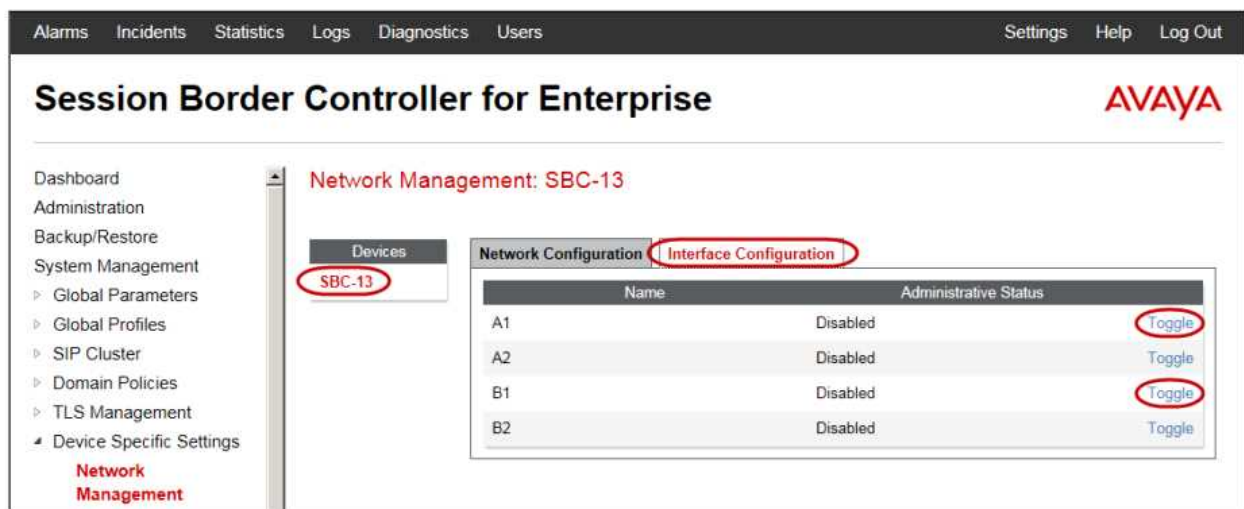 Alarms Incidents Statistics Logs Diagnostics Users Settings Help Log Out
Session Border Controller for Enterprise
AVAYA
Dashboard
Administration
Backup/Restore
System Management
Global Parameters
Global Profiles
SIP Cluster
Domain Policies
TLS Management
Device Specific Settings
Network
Management
Network Management: SBC-13
Devices
SBC-13
Network Configuration Interface Configuration
Name Administrative Status
A1 Disabled Toggle
A2 Disabled Toggle
B1 Disabled Toggle
B2 Disabled Toggle